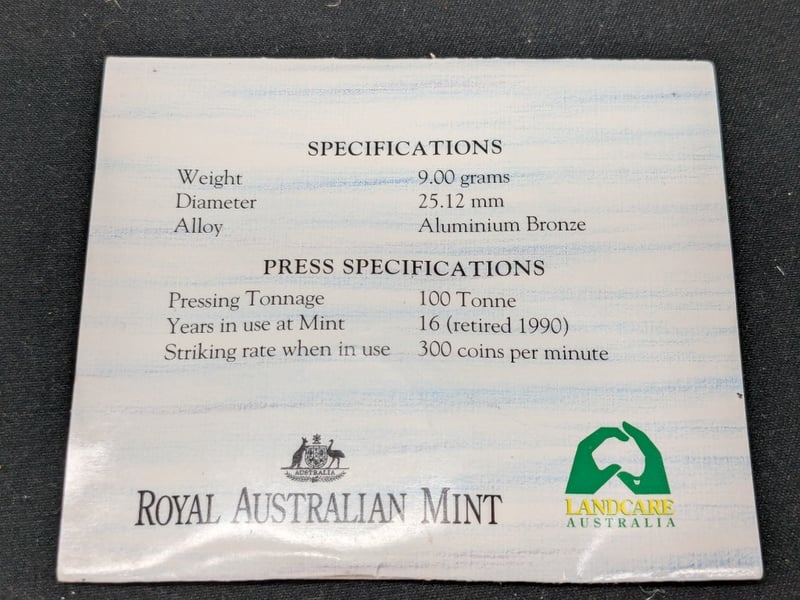 SPECIFICATIONS
Weight 9.00 grams
Diameter 25.12 mm
Alloy Aluminium Bronze
PRESS SPECIFICATIONS
Pressing Tonnage 100 Tonne
Years in use at Mint 16 (retired 1990)
Striking rate when in use 300 coins per minute
AUSTRALIA
ROYAL AUSTRALIAN MINT
LANDCARE
AUSTRALIA